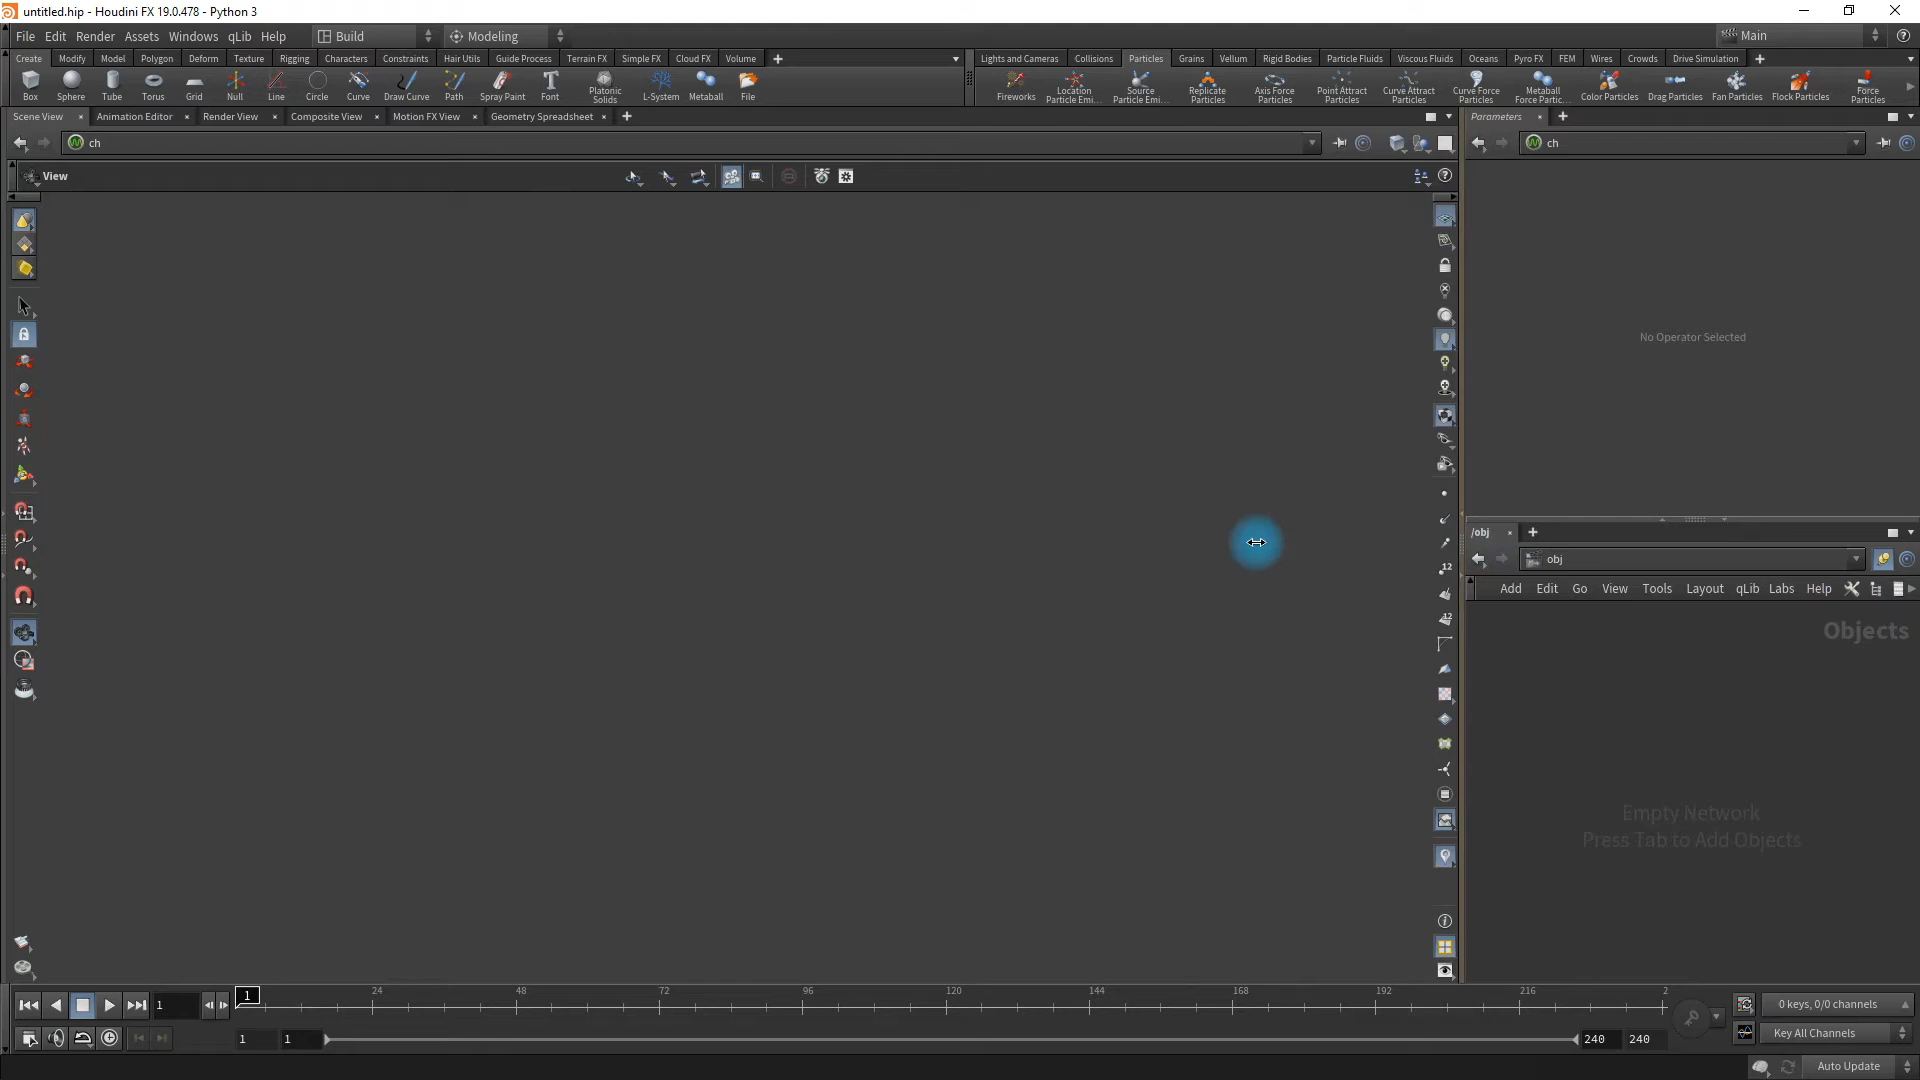 untitled.hip - Houdini FX 19.0.478 - Python 3
File Edit Render Assets Windows qLib Help Build Modeling Main
Create Modify Model Polygon Deform Texture Rigging Characters Constraints Hair Utils Guide Process Terrain FX Simple FX Cloud FX Volume
Lights and Cameras Collisions Particles Grains Vellum Rigid Bodies Particle Fluids Viscous Fluids Oceans Pyro FX FEM Wires Crowds Drive Simulation
Box Sphere Tube Torus Grid Null Line Circle Curve Draw Curve Path Spray Paint Font Platonic Solids L-System Metaball File
Fireworks Location Particle Emi... Source Particle Emi... Replicate Particles Axis Force Particles Point Attract Particles Curve Attract Particles Curve Force Particles Metaball Force Partic... Color Particles Drag Particles Fan Particles Flock Particles Force Particles
Scene View Animation Editor Render View Composite View Motion FX View Geometry Spreadsheet
Parameters
ch
ch
View
No Operator Selected
12
12
/obj
obj
Add Edit Go View Tools Layout qLib Labs Help
Objects
Empty Network
Press Tab to Add Objects
1 1 24 48 72 96 120 144 168 192 216 2
0 keys, 0/0 channels
1 1 240 240
Key All Channels
Auto Update